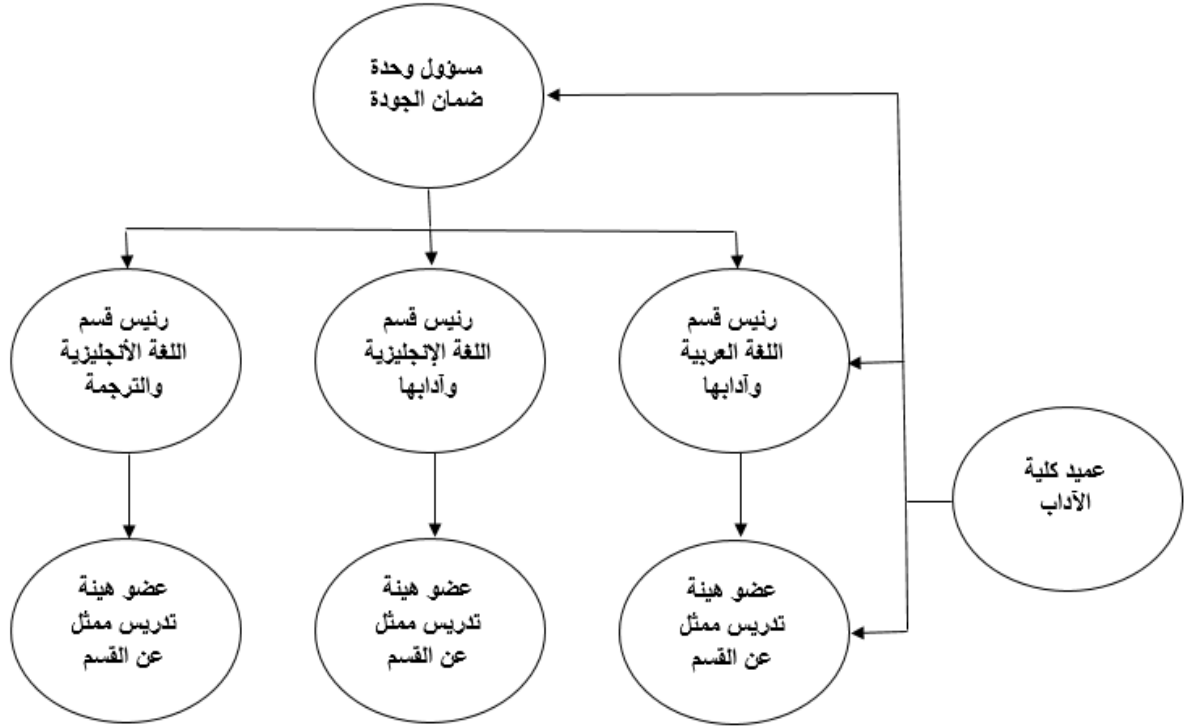 مسؤول وحدة
ضمان الجودة
رئيس قسم
اللغة العربية
وآدابها
رئيس قسم
اللغة الإنجليزية
وآدابها
رئيس قسم
اللغة الأنجليزية
والترجمة
عميد كلية
الآداب
عضو هيئة
تدريس ممثل
عن القسم
عضو هيئة
تدريس ممثل
عن القسم
عضو هيئة
تدريس ممثل
عن القسم